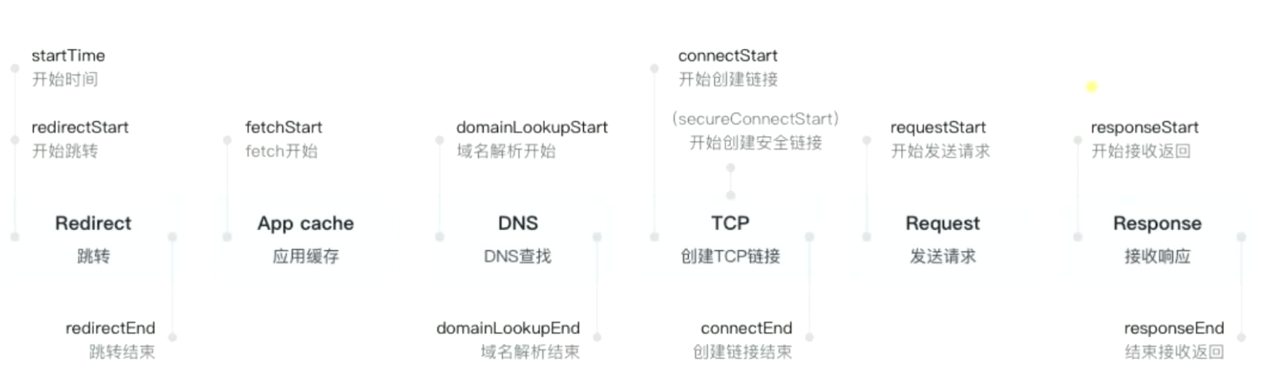 startTime
开始时间
connectStart
开始创建链接
redirectStart
开始跳转
fetchStart
fetch开始
domainLookupStart
域名解析开始
(secureConnectStart)
开始创建安全链接
requestStart
开始发送请求
responseStart
开始接收返回
Redirect
跳转
App cache
应用缓存
DNS
DNS查找
TCP
创建TCP链接
Request
发送请求
Response
接收响应
redirectEnd
跳转结束
domainLookupEnd
域名解析结束
connectEnd
创建链接结束
responseEnd
结束接收返回